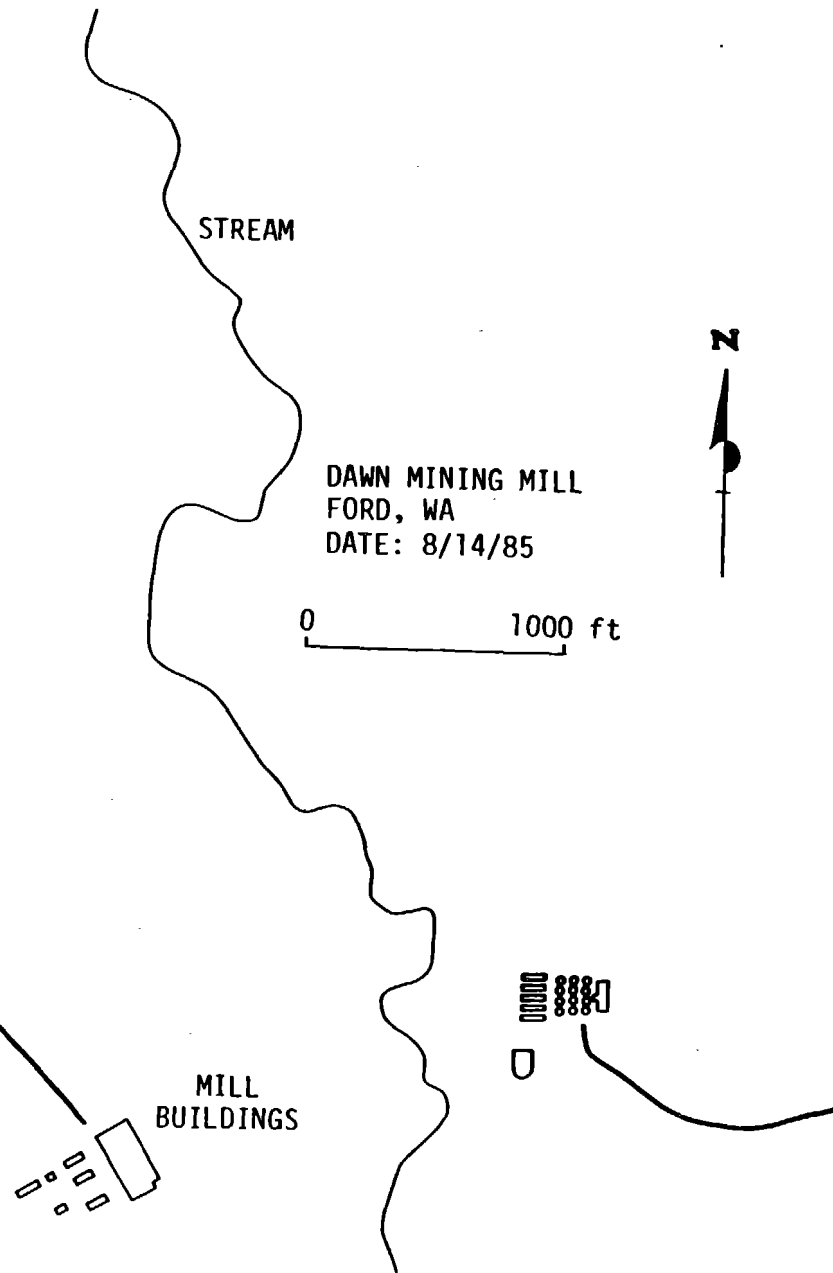 STREAM
N
DAWN MINING MILL
FORD, WA
DATE: 8/14/85
0 1000 ft
MILL
BUILDINGS